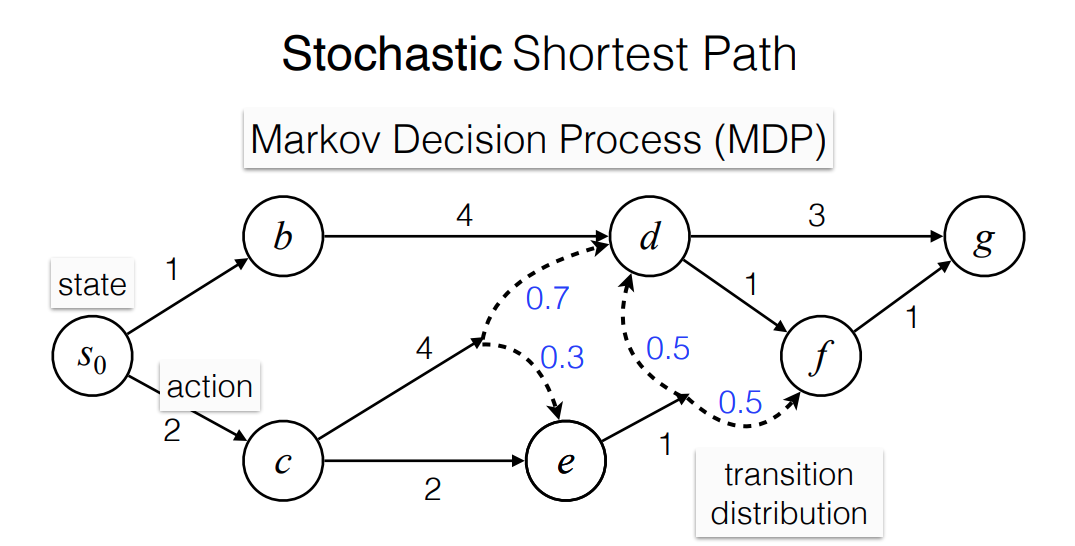 Stochastic Shortest Path
Markov Decision Process (MDP)
b
4
d
3
g
state
1
0.7
1
s0
4
0.3
0.5
f
1
action
2
0.5
c
2
e
1
transition
distribution